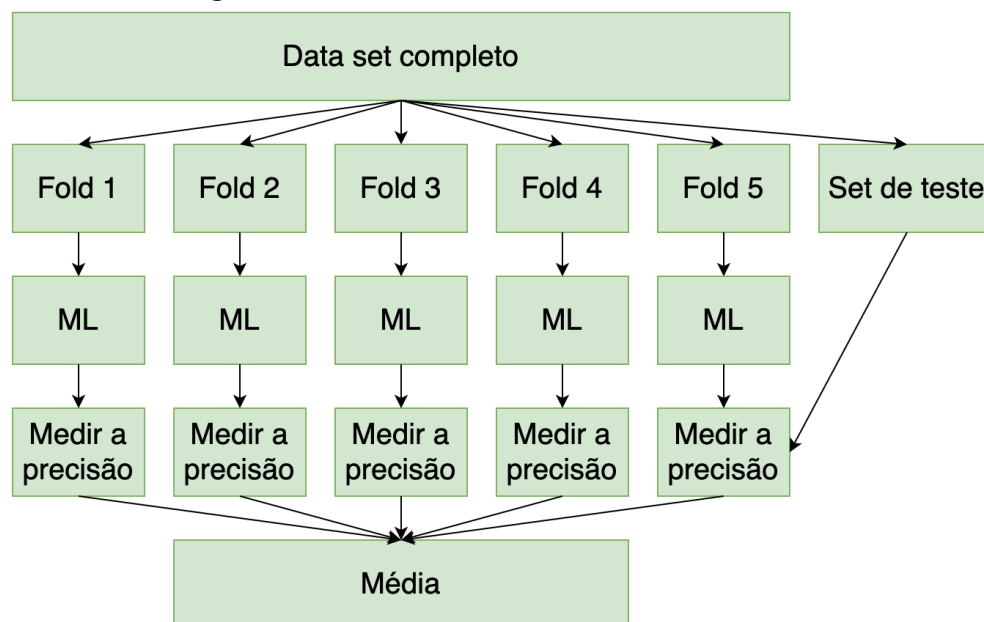 Data set completo
Fold 1
Fold 2
Fold 3
Fold 4
Fold 5
Set de teste
ML
ML
ML
ML
ML
Medir a
precisão
Medir a
precisão
Medir a
precisão
Medir a
precisão
Medir a
precisão
Média